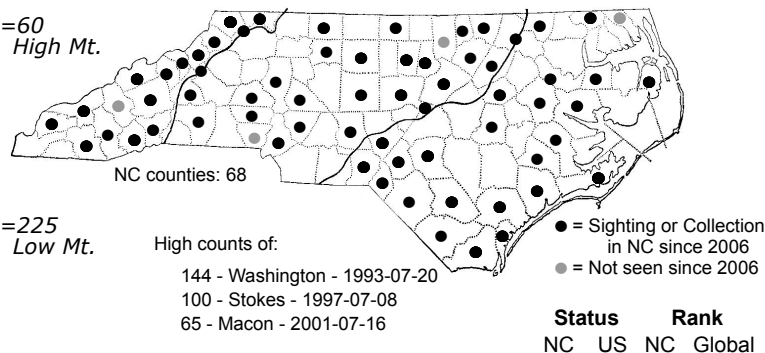 =60
High Mt.
NC counties: 68
=225
Low Mt.
High counts of:
144 - Washington - 1993-07-20
100 - Stokes - 1997-07-08
65 - Macon - 2001-07-16
= Sighting or Collection
in NC since 2006
= Not seen since 2006
Status Rank
NC US NC Global